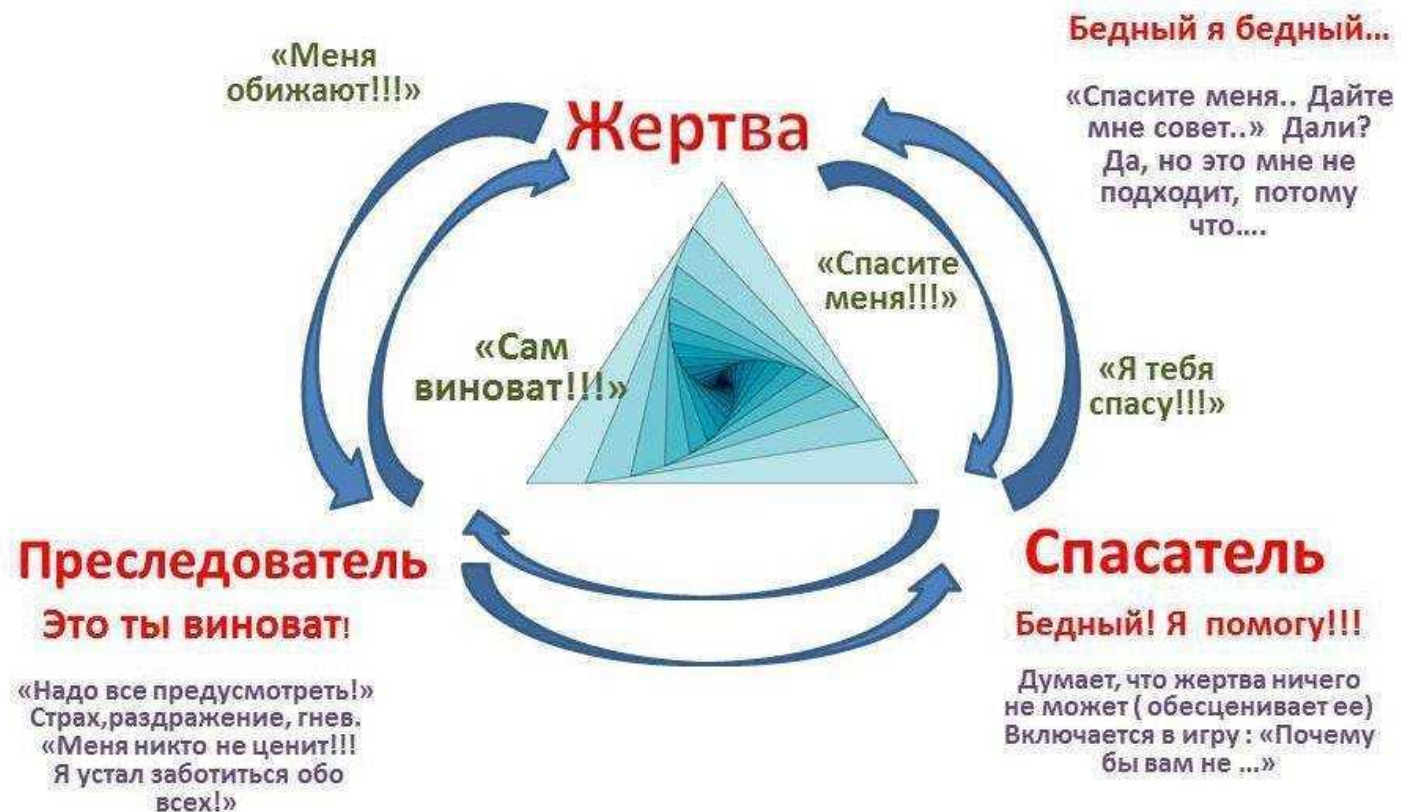 Бедный я бедный...
«Меня
обижают!!!»
Жертва
«Спасите меня.. Дайте
мне совет..» Дали?
Да, но это мне не
подходит, потому
что....
«Спасите
меня!!!»
«Сам
виноват!!!»
«Я тебя
спасу!!!»
Преследователь
Это ты виноват!
«Надо все предусмотреть!»
Страх,раздражение, гнев.
«Меня никто не ценит!!!
Я устал заботиться обо
всех!»
Спасатель
Бедный! Я помогу!!!
Думает, что жертва ничего
не может ( обесценивает ее)
Включается в игру : «Почему
бы вам не ...»